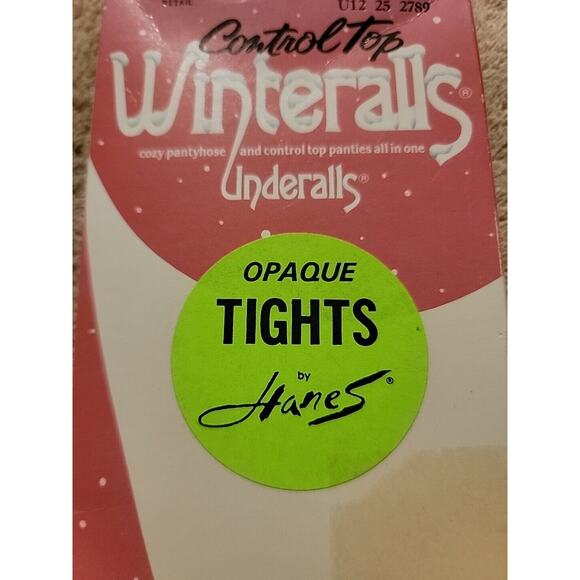 RETAIL
U12 25 2789
Control Top
Winteralls®
cozy pantyhose and control top panties all in one
Underalls®
OPAQUE
TIGHTS
by
Hanes®